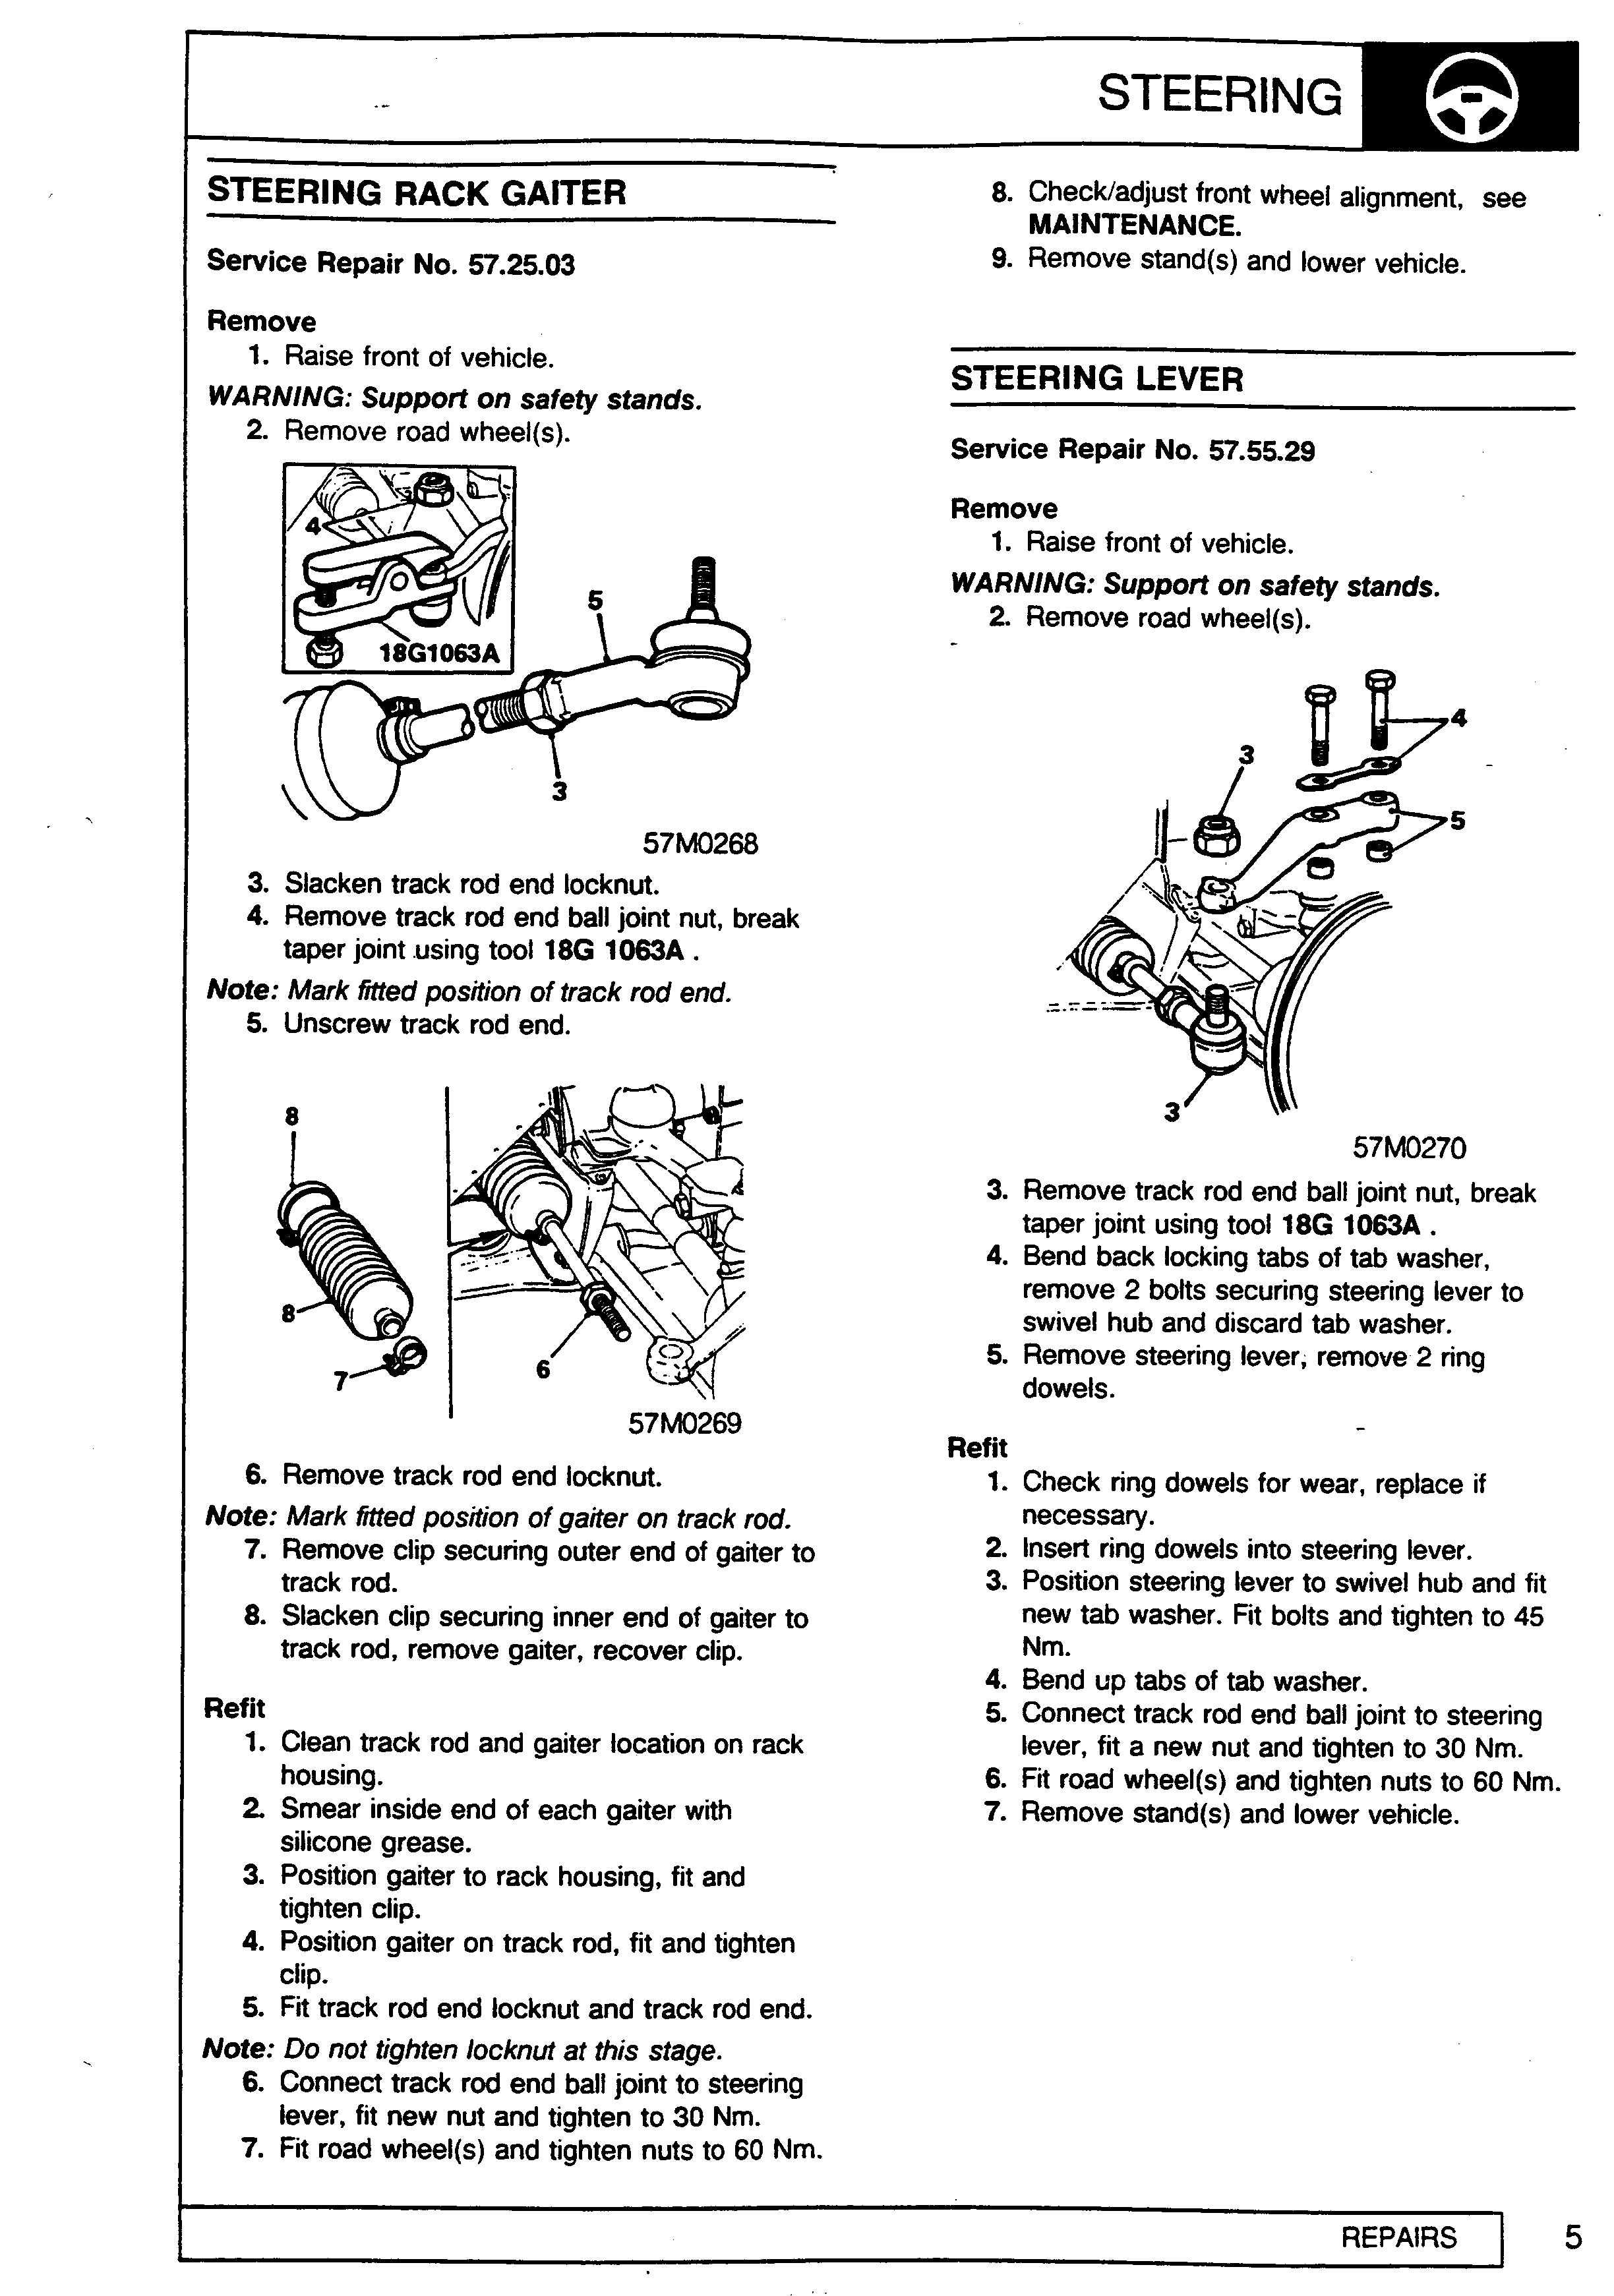 STEERING
STEERING RACK GAITER
Service Repair No. 57.25.03
Remove
1. Raise front of vehicle.
WARNING: Support on safety stands.
2. Remove road wheel(s).
4
18G1063A
5
3
57M0268
3. Slacken track rod end locknut.
4. Remove track rod end ball joint nut, break
taper joint using tool 18G 1063A .
Note: Mark fitted position of track rod end.
5. Unscrew track rod end.
8
8
7
6
57M0269
6. Remove track rod end locknut.
Note: Mark fitted position of gaiter on track rod.
7. Remove clip securing outer end of gaiter to
track rod.
8. Slacken clip securing inner end of gaiter to
track rod, remove gaiter, recover clip.
Refit
1. Clean track rod and gaiter location on rack
housing.
2. Smear inside end of each gaiter with
silicone grease.
3. Position gaiter to rack housing, fit and
tighten clip.
4. Position gaiter on track rod, fit and tighten
clip.
5. Fit track rod end locknut and track rod end.
Note: Do not tighten locknut at this stage.
6. Connect track rod end ball joint to steering
lever, fit new nut and tighten to 30 Nm.
7. Fit road wheel(s) and tighten nuts to 60 Nm.
8. Check/adjust front wheel alignment, see
MAINTENANCE.
9. Remove stand(s) and lower vehicle.
STEERING LEVER
Service Repair No. 57.55.29
Remove
1. Raise front of vehicle.
WARNING: Support on safety stands.
2. Remove road wheel(s).
4
3
5
3
57M0270
3. Remove track rod end ball joint nut, break
taper joint using tool 18G 1063A .
4. Bend back locking tabs of tab washer,
remove 2 bolts securing steering lever to
swivel hub and discard tab washer.
5. Remove steering lever, remove 2 ring
dowels.
Refit
1. Check ring dowels for wear, replace if
necessary.
2. Insert ring dowels into steering lever.
3. Position steering lever to swivel hub and fit
new tab washer. Fit bolts and tighten to 45
Nm.
4. Bend up tabs of tab washer.
5. Connect track rod end ball joint to steering
lever, fit a new nut and tighten to 30 Nm.
6. Fit road wheel(s) and tighten nuts to 60 Nm.
7. Remove stand(s) and lower vehicle.
REPAIRS
5